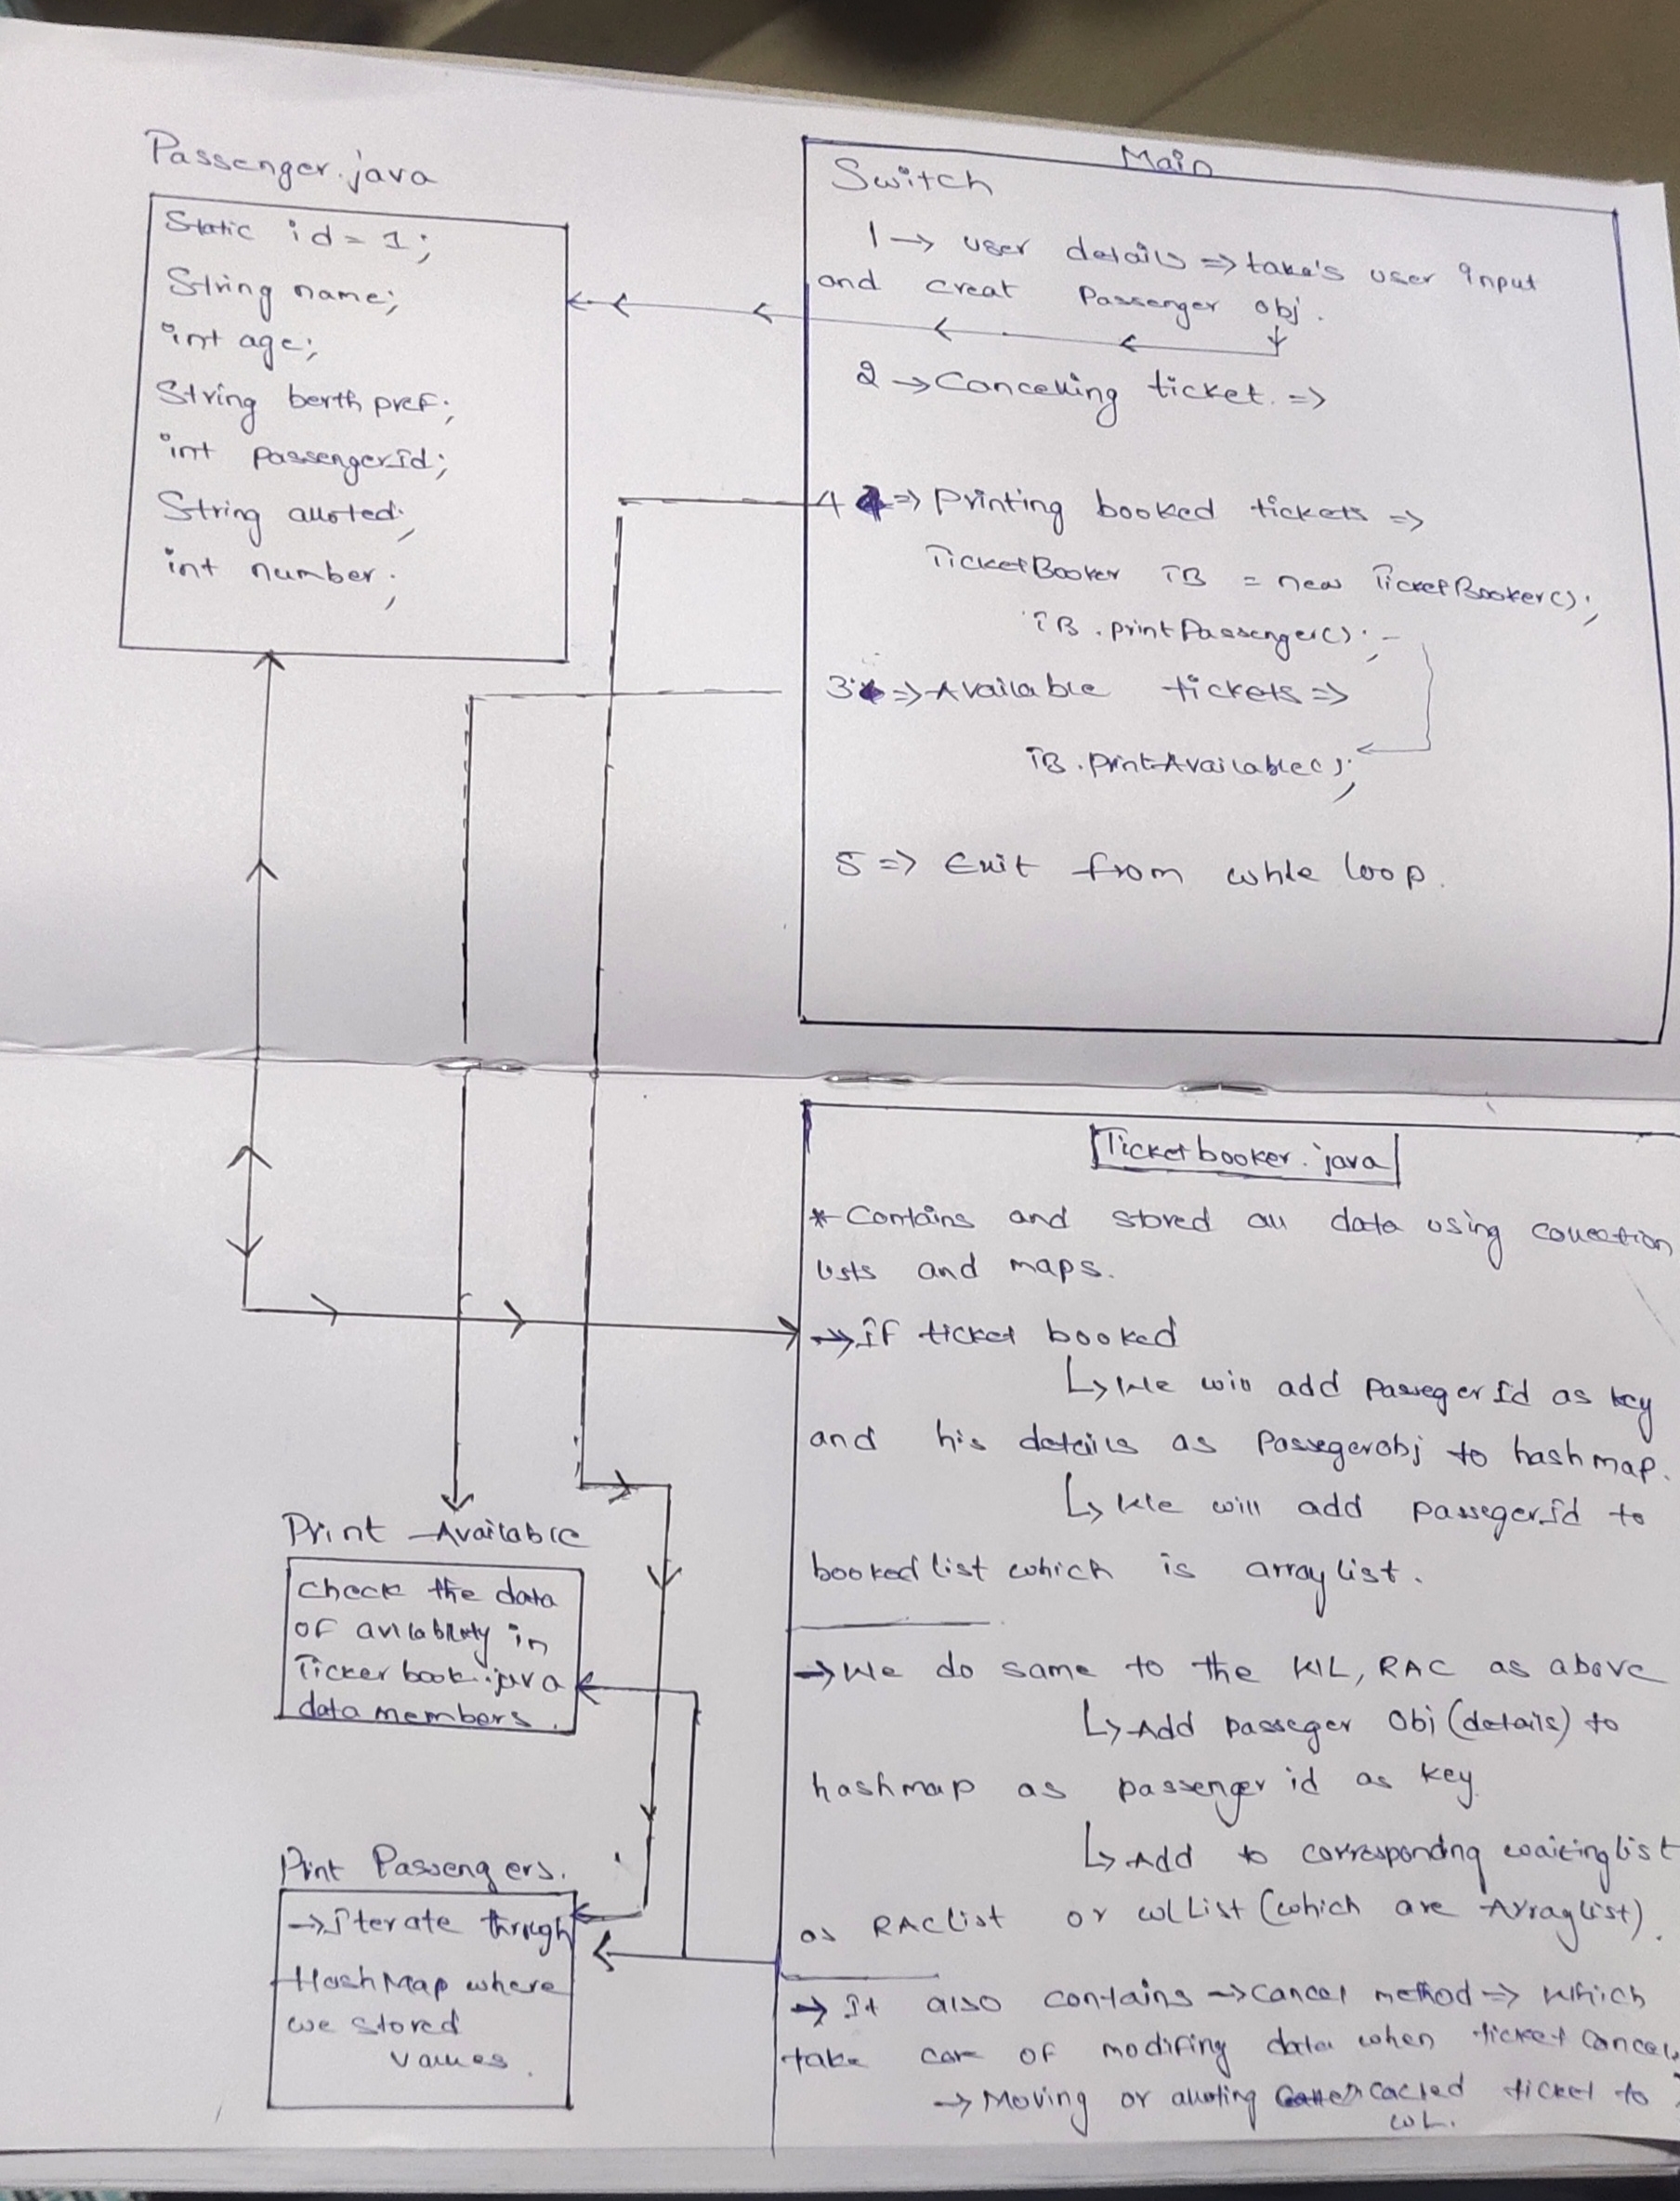 Passenger.java
Static id = 1;
String name;
int age;
String berthpref;
int passengerId;
String alloted;
int number;
Main
Switch
1 → user details ⇒ take's user input
and creat Passenger obj.
2 → Cancelling ticket. ⇒
4 ⇒ Printing booked tickets ⇒
TicketBooker TB = new TicketBooker();
TB.printPassenger();
3 ⇒ Available tickets ⇒
TB.printAvailable();
5 ⇒ Exit from while loop.
Ticketbooker.java
* Contains and stored all data using collection
lists and maps.
→ if ticket booked
↳ We will add PassegerId as key
and his details as Passegerobj to hashmap.
↳ We will add passegerId to
booked list which is arraylist.
→ We do same to the WL, RAC as above
↳ Add passeger Obj (details) to
hashmap as passenger id as key
↳ Add to correspondng waitinglist
as RAClist or WLList (which are Arraylist).
→ It also contains → Cancel method ⇒ Which
take care of modifing data when ticket cancel
→ Moving or alloting cacled ticket to
WL.
Print Available
Check the data
of avilablity in
Ticker book.java
data members.
Pint Passengers.
→ Iterate thrugh
HashMap where
we stored
values.